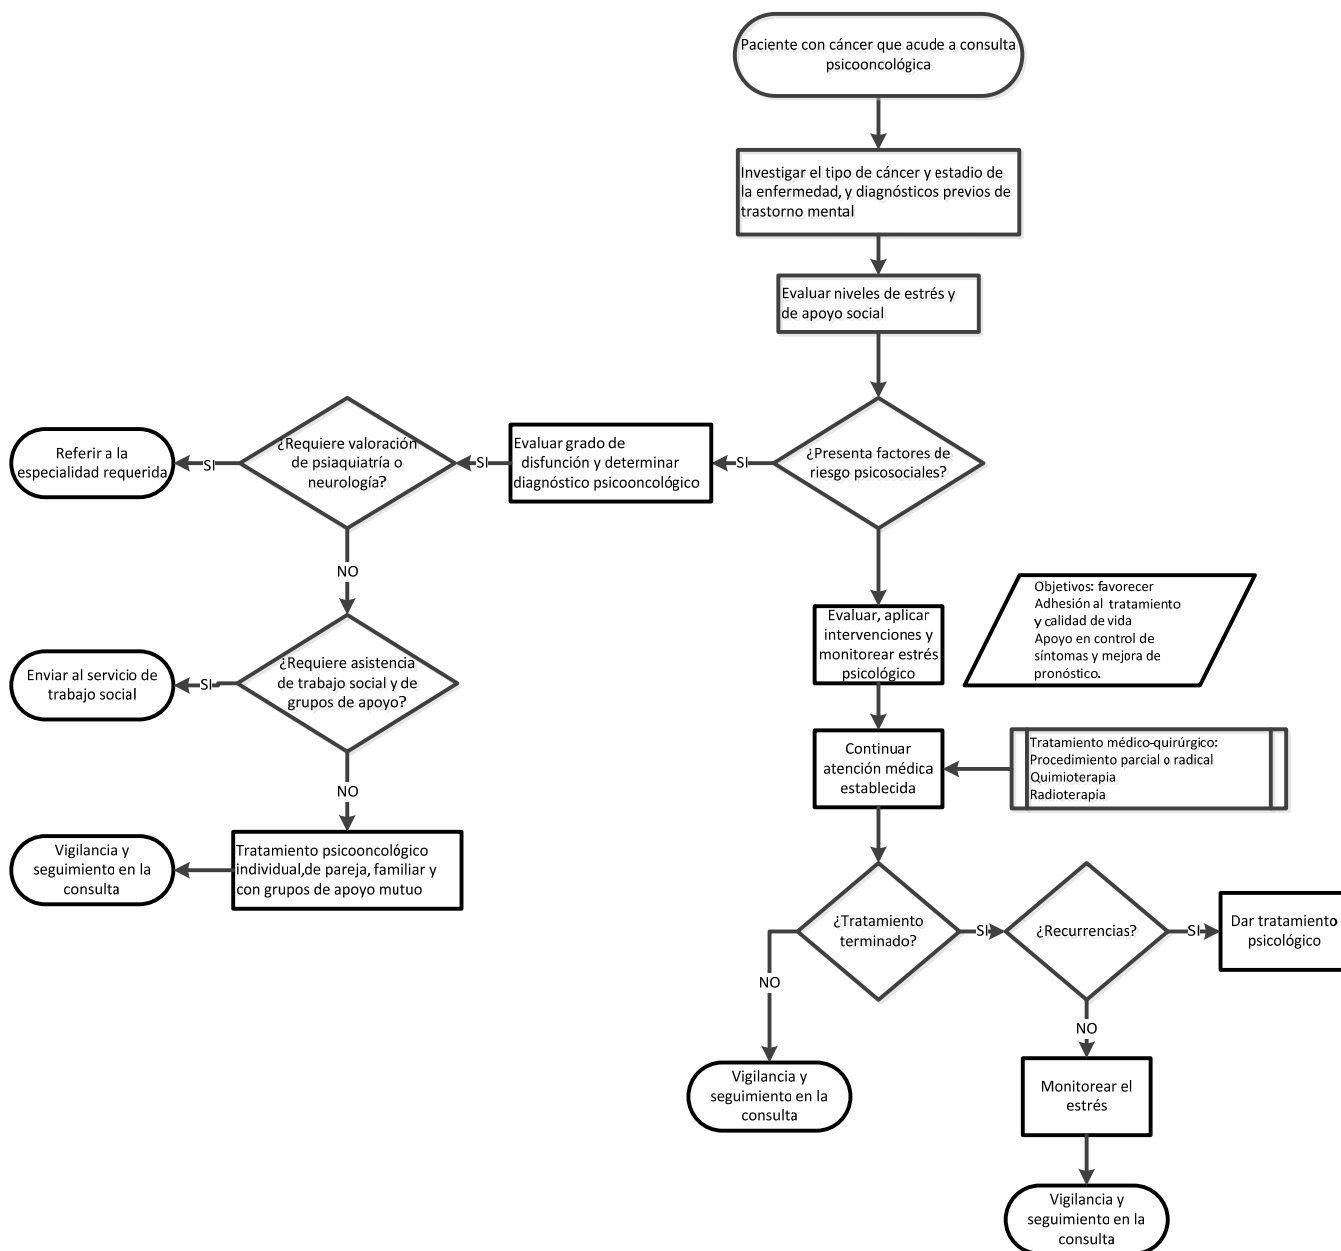 Paciente con cáncer que acude a consulta
psicooncológica
Investigar el tipo de cáncer y estadio de
la enfermedad, y diagnósticos previos de
trastorno mental
Evaluar niveles de estrés y
de apoyo social
¿Presenta factores de
riesgo psicosociales?
SI
Evaluar grado de
disfunción y determinar
diagnóstico psicooncológico
SI
¿Requiere valoración
de psiaquiatría o
neurología?
SI
Referir a la
especialidad requerida
NO
¿Requiere asistencia
de trabajo social y de
grupos de apoyo?
SI
Enviar al servicio de
trabajo social
NO
Tratamiento psicooncológico
individual,de pareja, familiar y
con grupos de apoyo mutuo
Vigilancia y
seguimiento en la
consulta
Evaluar, aplicar
intervenciones y
monitorear estrés
psicológico
Objetivos: favorecer
Adhesión al tratamiento
y calidad de vida
Apoyo en control de
síntomas y mejora de
pronóstico.
Continuar
atención médica
establecida
Tratamiento médico-quirúrgico:
Procedimiento parcial o radical
Quimioterapia
Radioterapia
¿Tratamiento
terminado?
SI
¿Recurrencias?
SI
Dar tratamiento
psicológico
NO
Vigilancia y
seguimiento en la
consulta
NO
Monitorear el
estrés
Vigilancia y
seguimiento en la
consulta